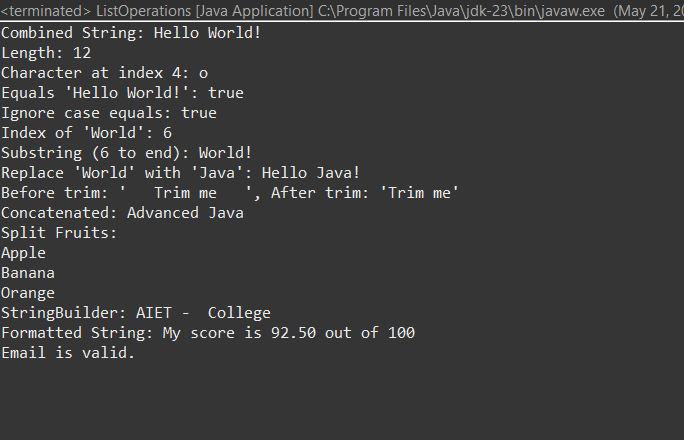 <terminated> ListOperations [Java Application] C:\Program Files\Java\jdk-23\bin\javaw.exe (May 21, 20
Combined String: Hello World!
Length: 12
Character at index 4: o
Equals 'Hello World!': true
Ignore case equals: true
Index of 'World': 6
Substring (6 to end): World!
Replace 'World' with 'Java': Hello Java!
Before trim: '   Trim me   ', After trim: 'Trim me'
Concatenated: Advanced Java
Split Fruits:
Apple
Banana
Orange
StringBuilder: AIET -  College
Formatted String: My score is 92.50 out of 100
Email is valid.